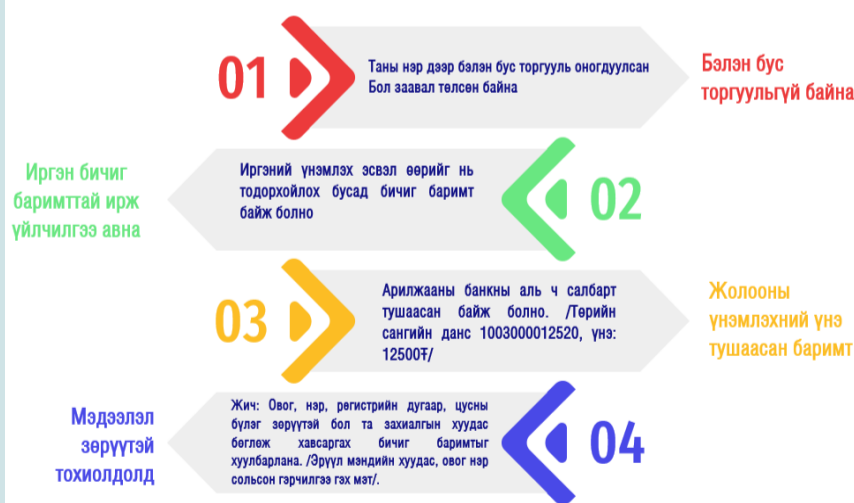 01
Таны нэр дээр бэлэн бус торгууль оногдуулсан
Бол заавал төлсөн байна
Бэлэн бус
торгуульгүй байна
Иргэн бичиг
баримттай ирж
үйлчилгээ авна
Иргэний үнэмлэх эсвэл өөрийг нь
тодорхойлох бусад бичиг баримт
байж болно
02
03
Арилжааны банкны аль ч салбарт
тушаасан байж болно. /Төрийн
сангийн данс 1003000012520, үнэ:
12500₮/
Жолооны
үнэмлэхний үнэ
тушаасан баримт
Мэдээлэл
зөрүүтэй
тохиолдолд
Жич: Овог, нэр, регистрийн дугаар, цусны
бүлэг зөрүүтэй бол та захиалгын хуудас
бөглөж хавсаргах бичиг баримтыг
хуулбарлана. /Эрүүл мэндийн хуудас, овог нэр
сольсон гэрчилгээ гэх мэт/.
04